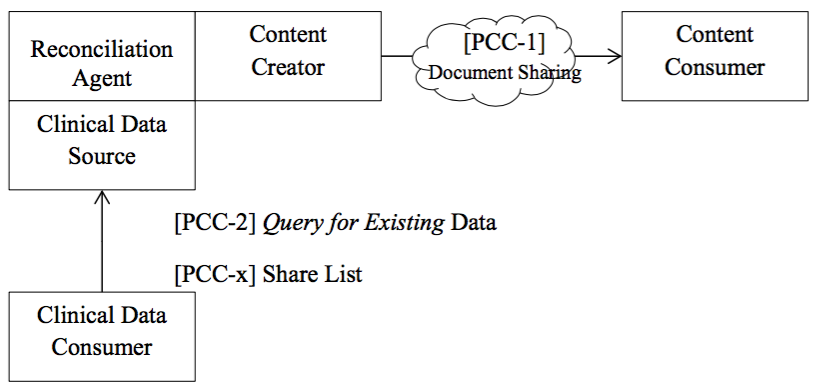 Reconciliation
Agent
Content
Creator
[PCC-1]
Document Sharing
Content
Consumer
Clinical Data
Source
[PCC-2] Query for Existing Data
[PCC-x] Share List
Clinical Data
Consumer